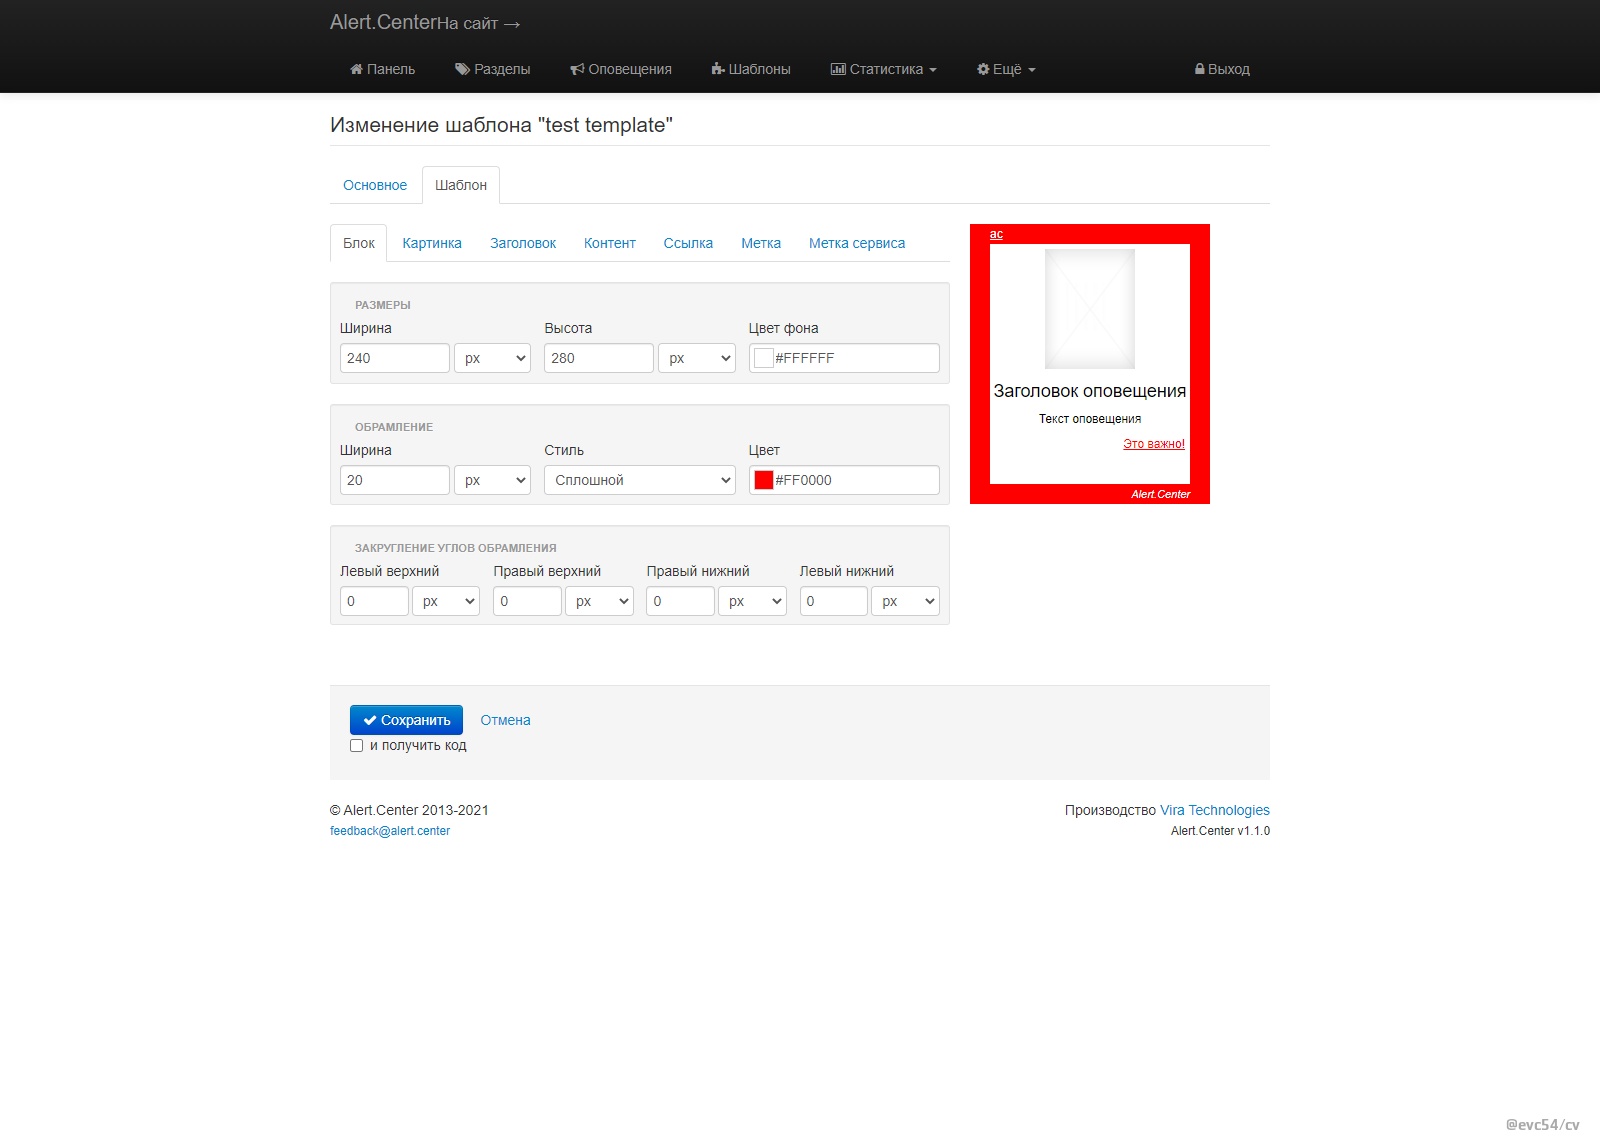 Alert.CenterНа сайт →
Панель Разделы Оповещения Шаблоны Статистика Ещё Выход
Изменение шаблона "test template"
Основное Шаблон
Блок Картинка Заголовок Контент Ссылка Метка Метка сервиса
РАЗМЕРЫ
Ширина Высота Цвет фона
240 px 280 px #FFFFFF
ОБРАМЛЕНИЕ
Ширина Стиль Цвет
20 px Сплошной #FF0000
ЗАКРУГЛЕНИЕ УГЛОВ ОБРАМЛЕНИЯ
Левый верхний Правый верхний Правый нижний Левый нижний
0 px 0 px 0 px 0 px
ac
Заголовок оповещения
Текст оповещения
Это важно!
Alert.Center
Сохранить Отмена
и получить код
© Alert.Center 2013-2021 Производство Vira Technologies
feedback@alert.center Alert.Center v1.1.0
@evc54/cv